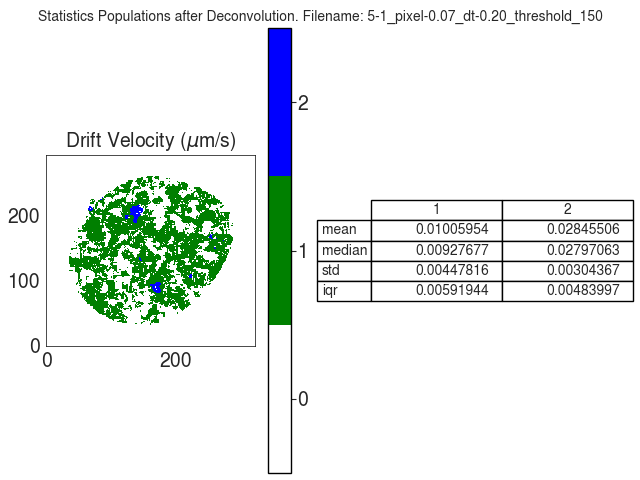 Statistics Populations after Deconvolution. Filename: 5-1_pixel-0.07_dt-0.20_threshold_150
Drift Velocity (μm/s)
200
100
0
0 200
2
1
0
1 2
mean 0.01005954 0.02845506
median 0.00927677 0.02797063
std 0.00447816 0.00304367
iqr 0.00591944 0.00483997